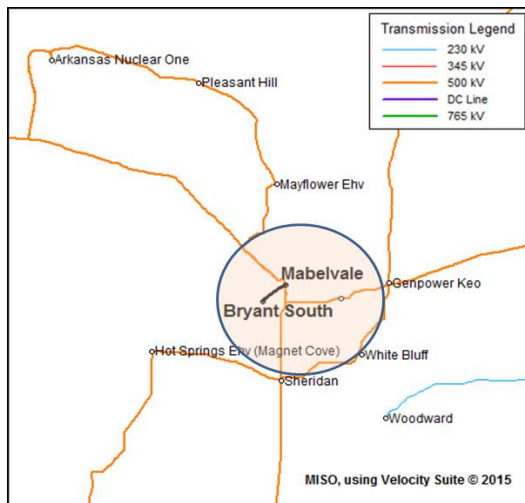 Transmission Legend
230 kV
345 kV
500 kV
DC Line
765 kV
Arkansas Nuclear One
Pleasant Hill
Mayflower Ehv
Mabelvale
Genpower Keo
Bryant South
Hot Springs Ehv (Magnet Cove)
White Bluff
Sheridan
Woodward
MISO, using Velocity Suite © 2015